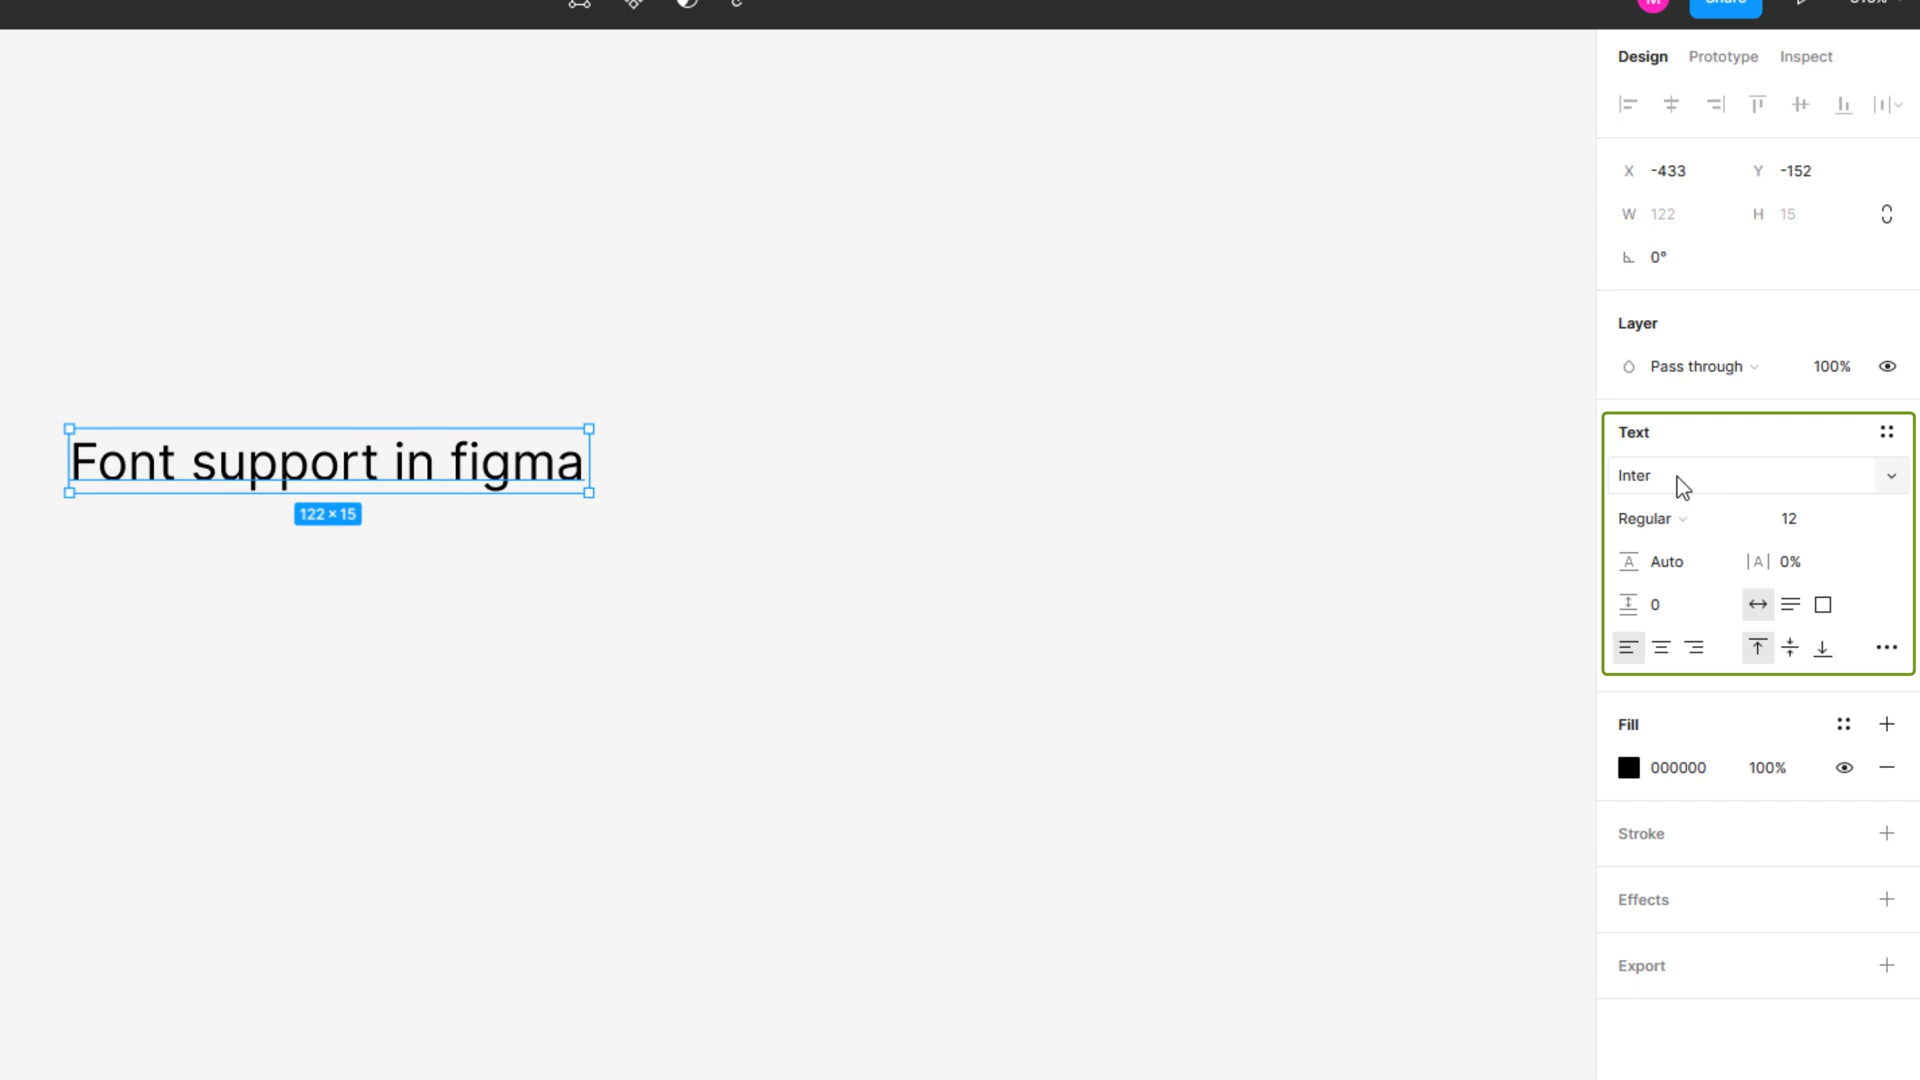 Design Prototype Inspect
X -433 Y -152
W 122 H 15
0°
Layer
Pass through 100%
Text
Inter
Regular 12
A Auto |A| 0%
0
Font support in figma
122 × 15
Fill
000000 100%
Stroke
Effects
Export